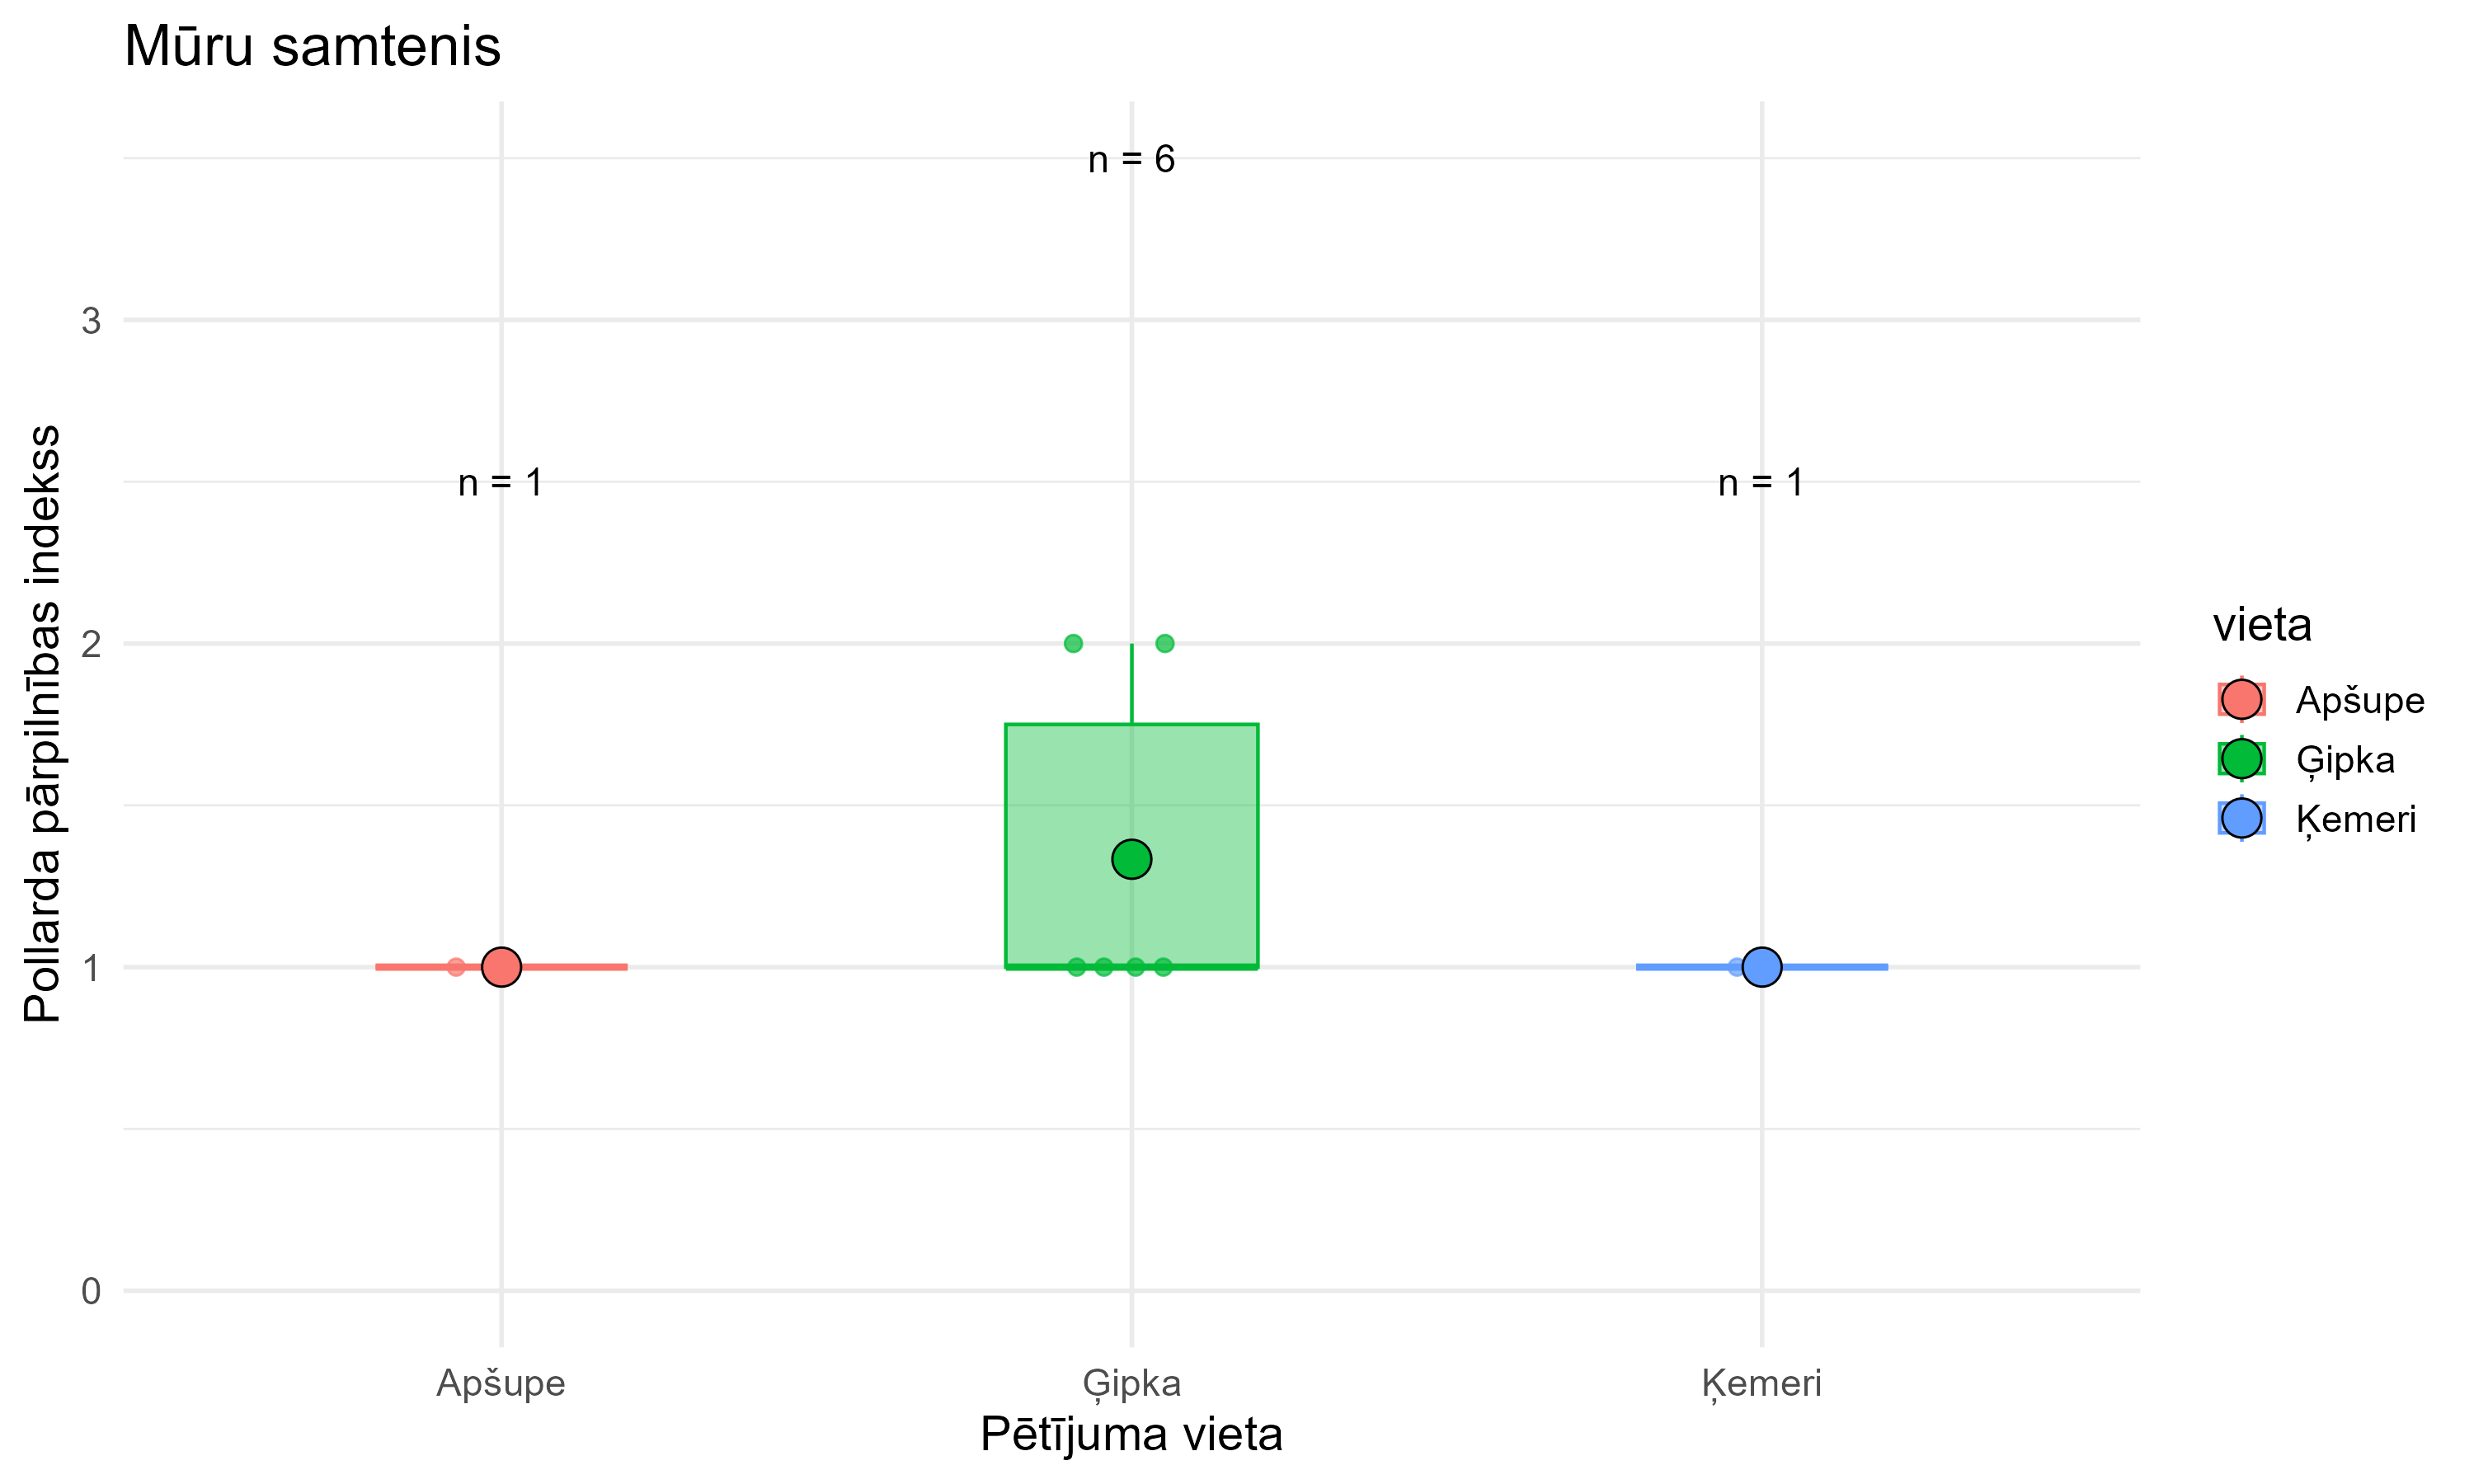 Mūru samtenis
n = 6
3
n = 1
n = 1
2
1
0
Pollarda pārpilnības indekss
Apšupe
Ģipka
Ķemeri
Pētījuma vieta
vieta
Apšupe
Ģipka
Ķemeri